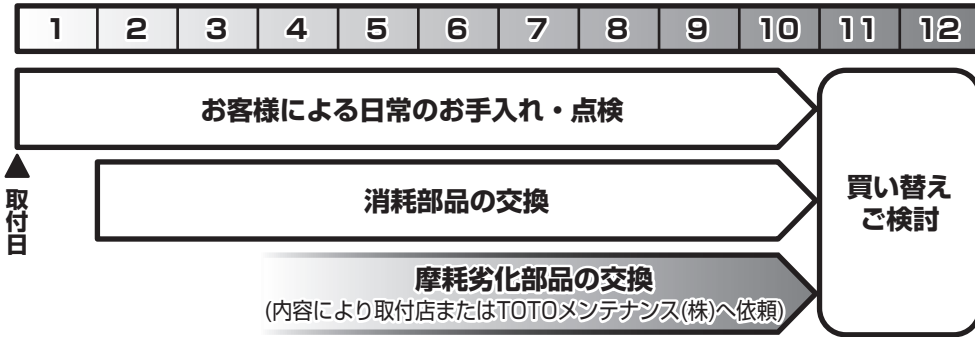 1 2 3 4 5 6 7 8 9 10 11 12
お客様による日常のお手入れ・点検
取付日
消耗部品の交換
摩耗劣化部品の交換
(内容により取付店またはTOTOメンテナンス(株)へ依頼)
買い替え
ご検討